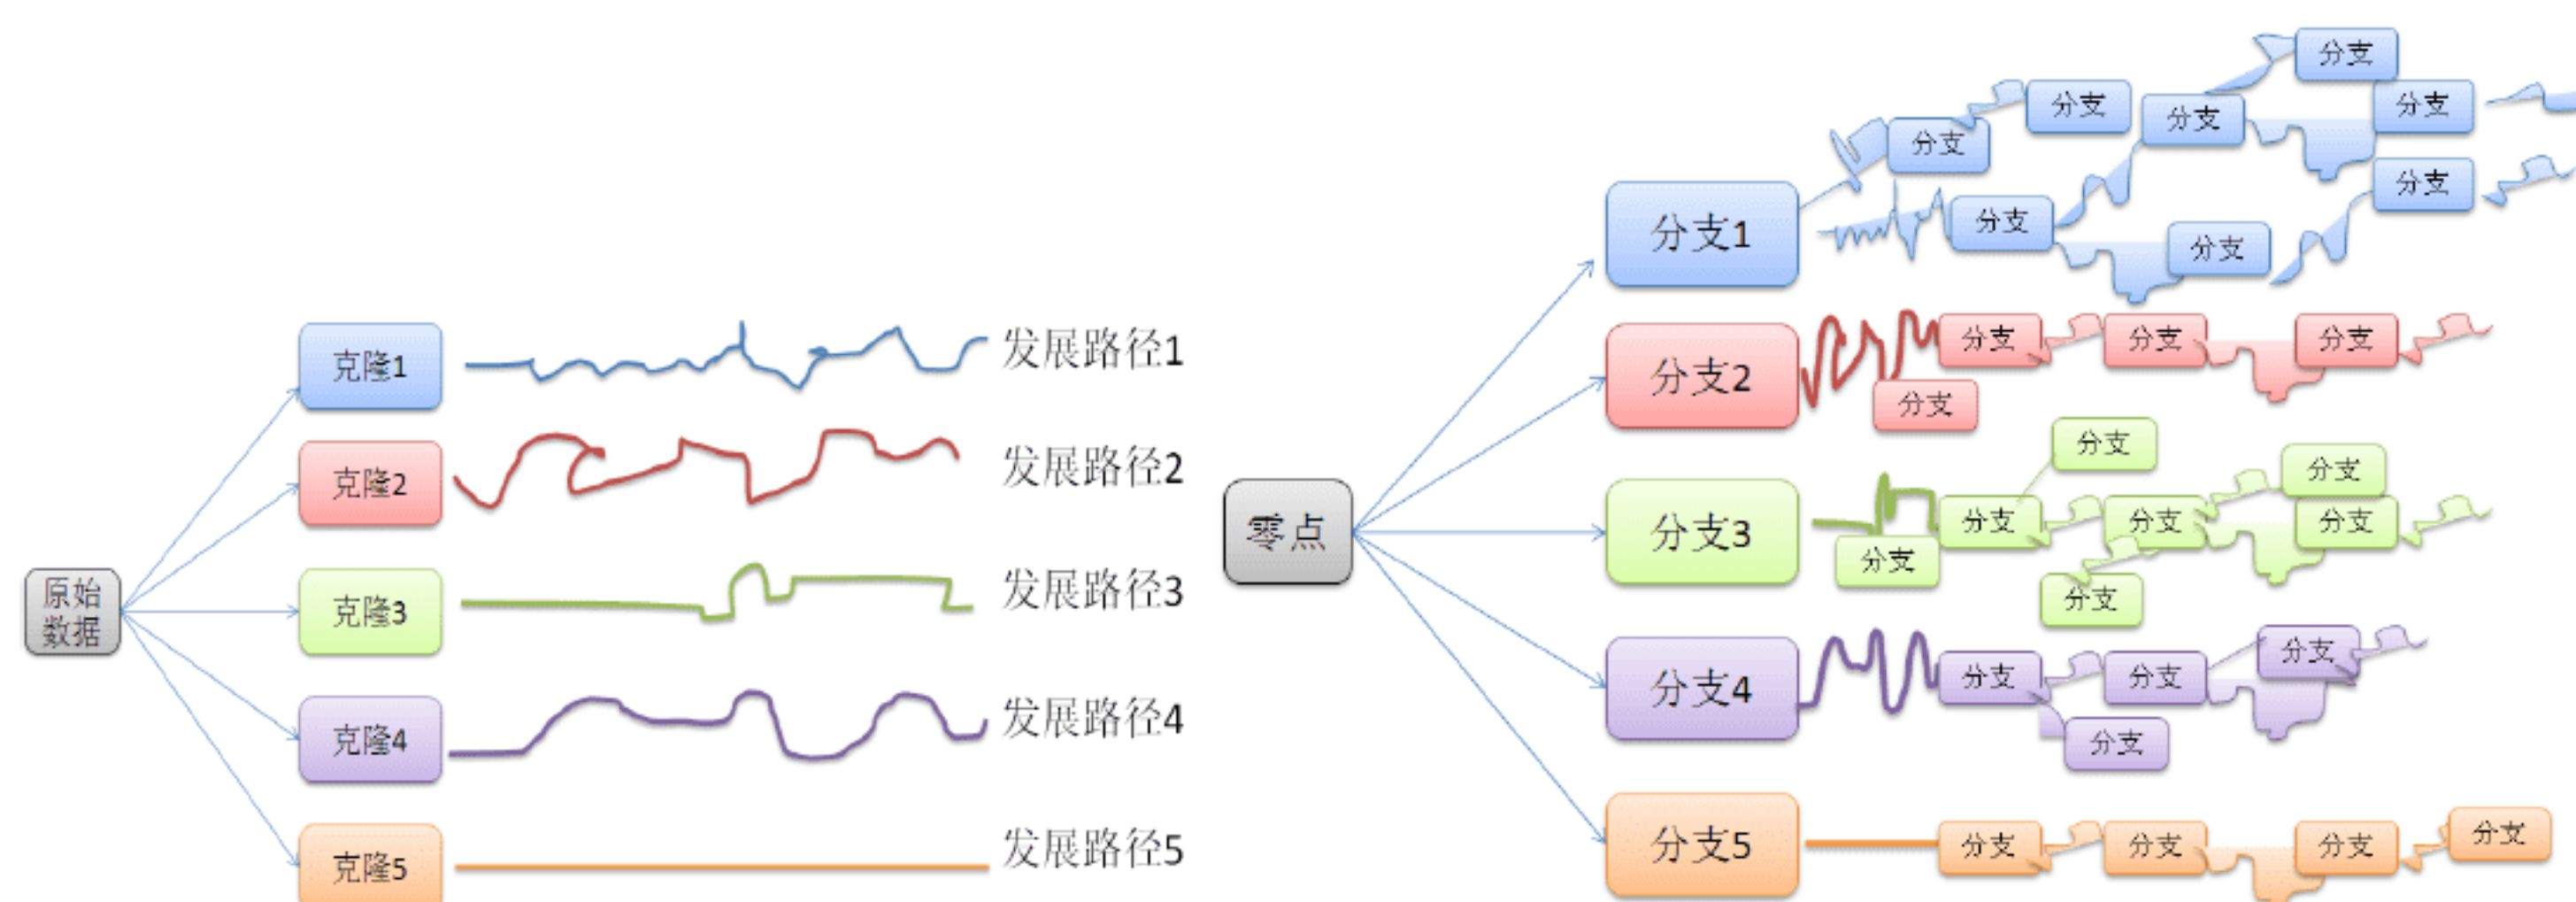 原始
数据
克隆1
发展路径1
克隆2
发展路径2
克隆3
发展路径3
克隆4
发展路径4
克隆5
发展路径5
零点
分支1
分支
分支
分支
分支
分支
分支
分支
分支
分支2
分支
分支
分支
分支
分支3
分支
分支
分支
分支
分支
分支
分支
分支4
分支
分支
分支
分支
分支5
分支
分支
分支
分支